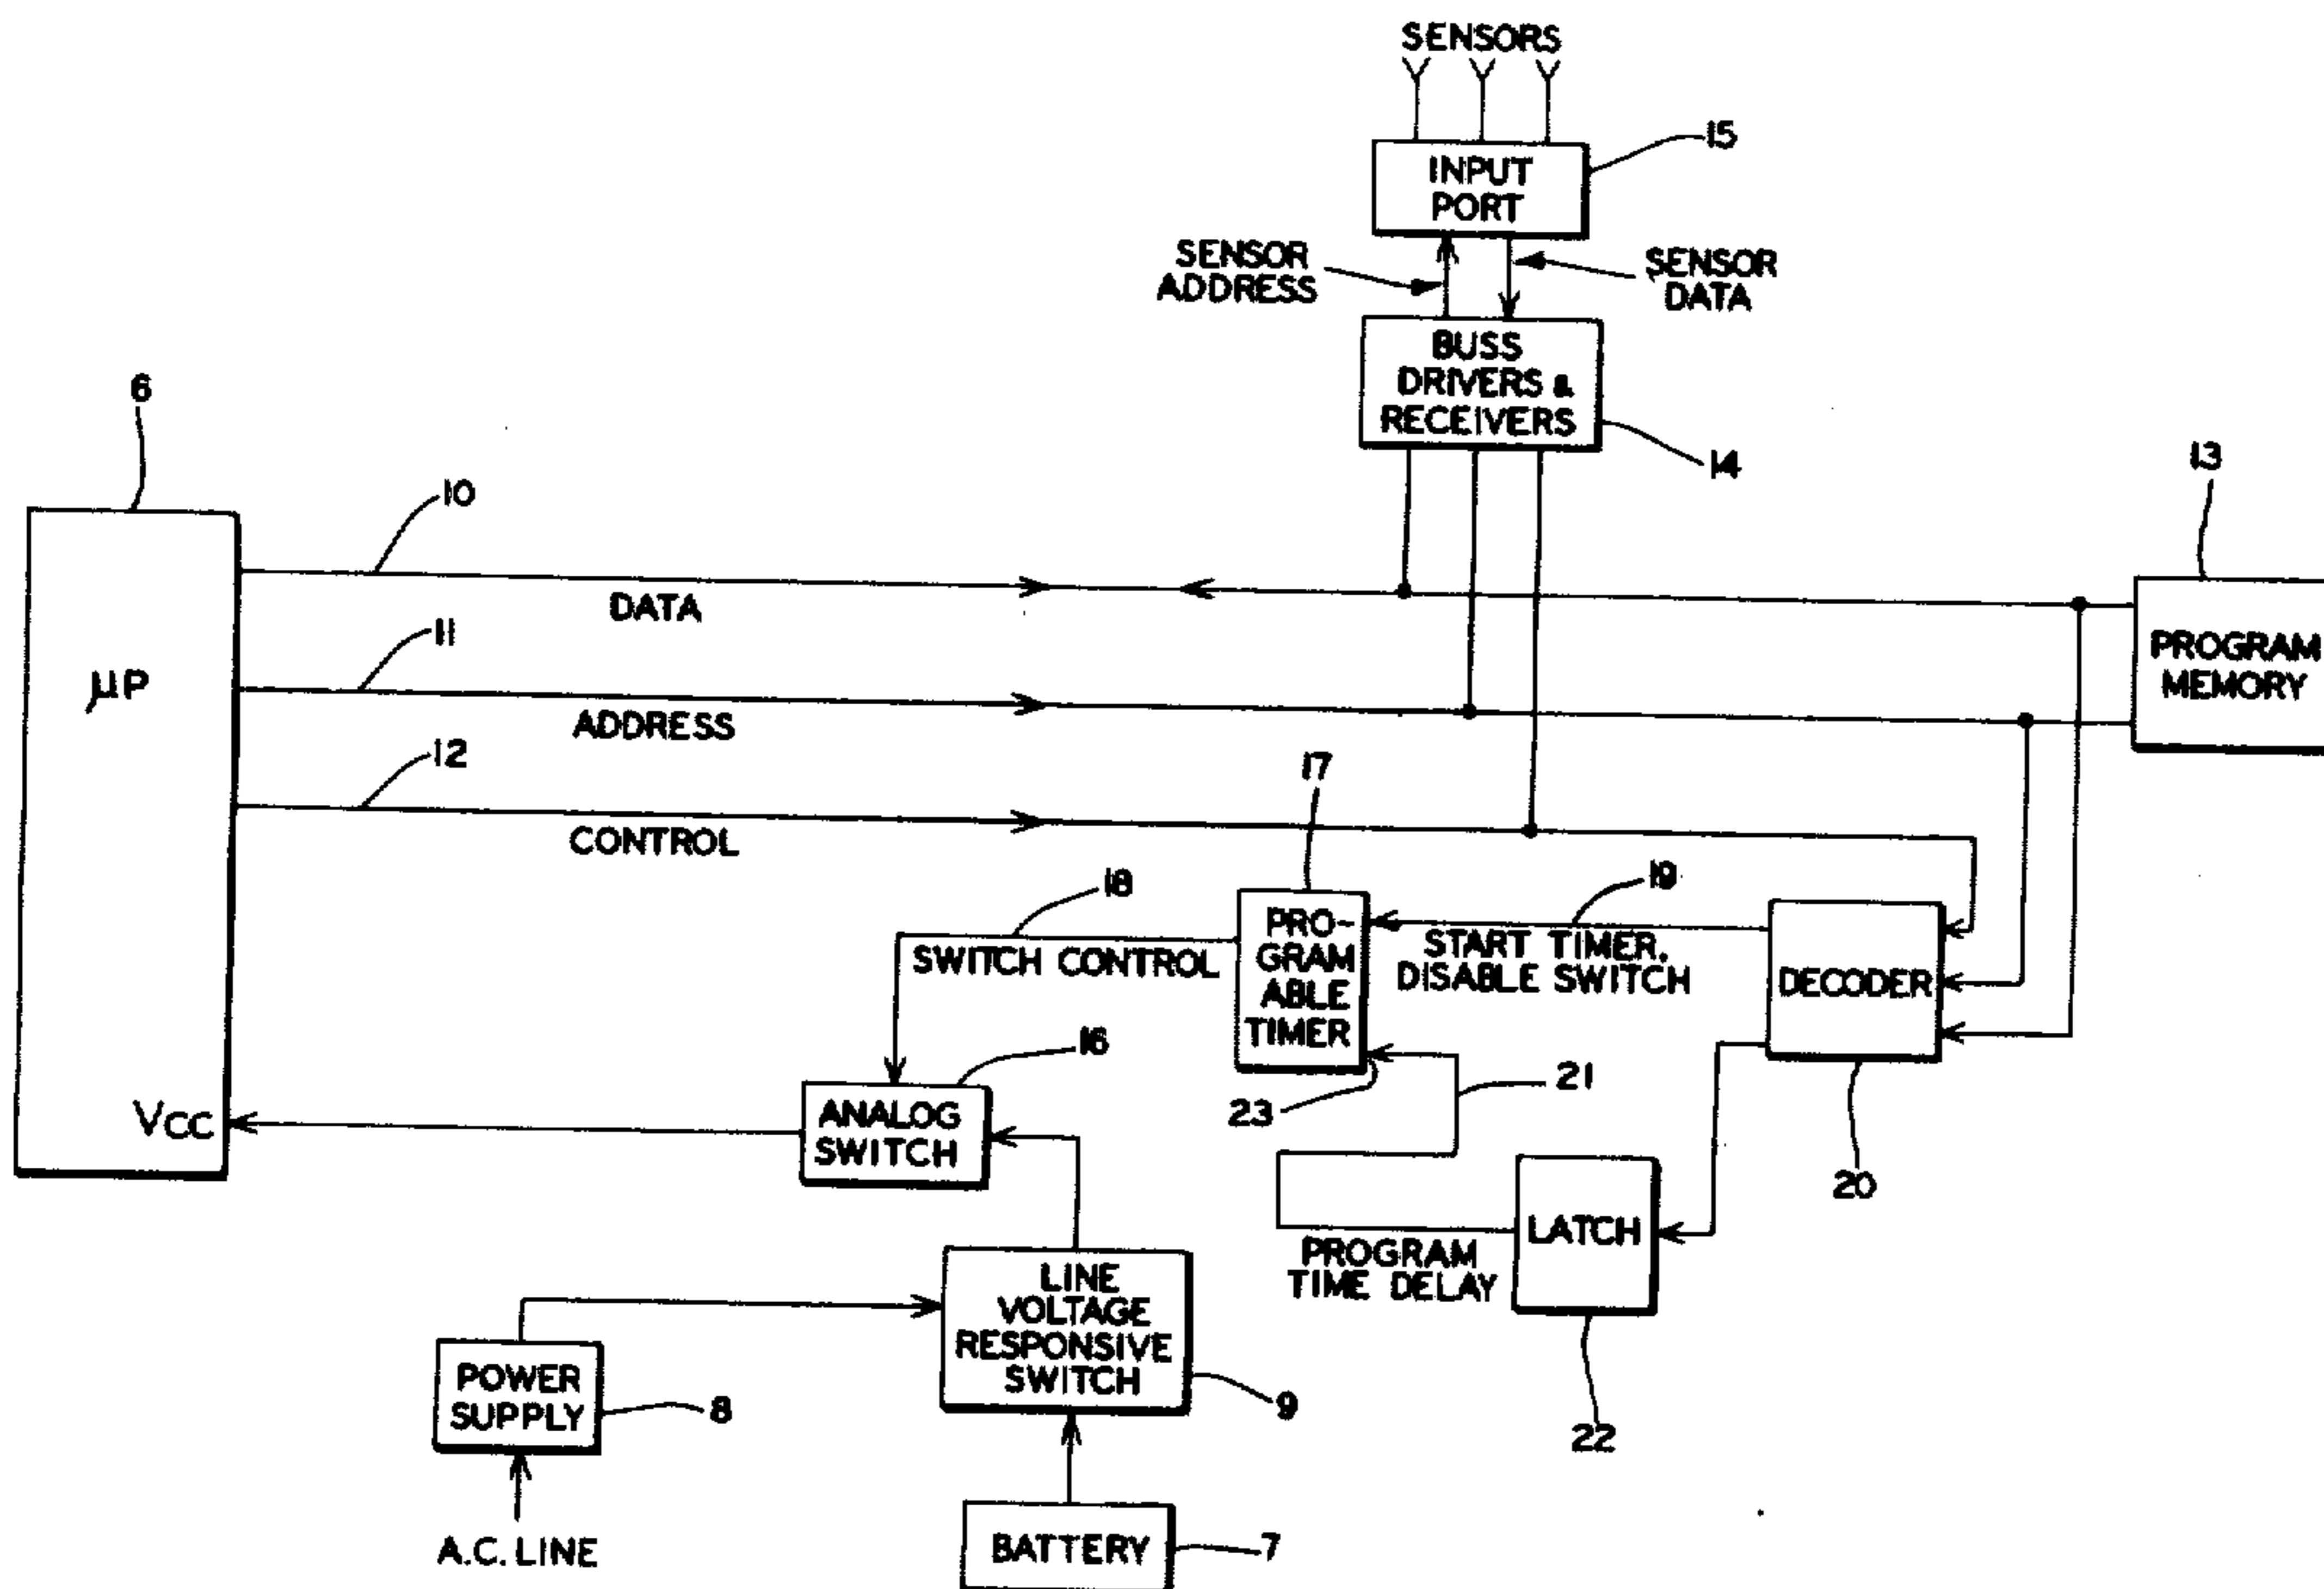 SENSORS
15
INPUT
PORT
SENSOR
ADDRESS
SENSOR
DATA
BUSS
DRIVERS &
RECEIVERS
14
6
10
13
DATA
11
μP
PROGRAM
MEMORY
ADDRESS
12
17
CONTROL
18
19
PRO-
GRAM
ABLE
TIMER
START TIMER,
DISABLE SWITCH
SWITCH CONTROL
DECODER
16
21
23
VCC
ANALOG
SWITCH
20
LATCH
PROGRAM
TIME DELAY
LINE
VOLTAGE
RESPONSIVE
SWITCH
POWER
SUPPLY
8
9
22
A.C. LINE
BATTERY
7